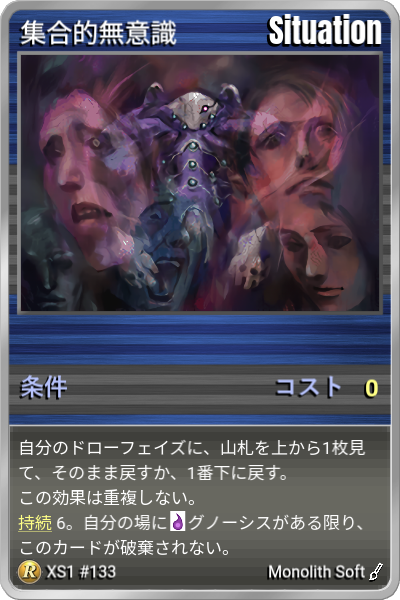 集合的無意識 Situation
条件 コスト 0
自分のドローフェイズに、山札を上から1枚見
て、そのまま戻すか、1番下に戻す。
この効果は重複しない。
持続 6。自分の場にグノーシスがある限り、
このカードが破棄されない。
R XS1 #133 Monolith Soft